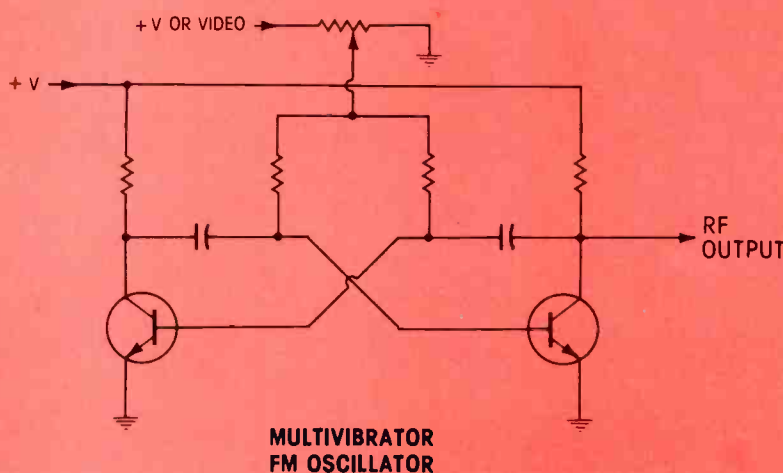 +V OR VIDEO
+ V
RF
OUTPUT
MULTIVIBRATOR
FM OSCILLATOR